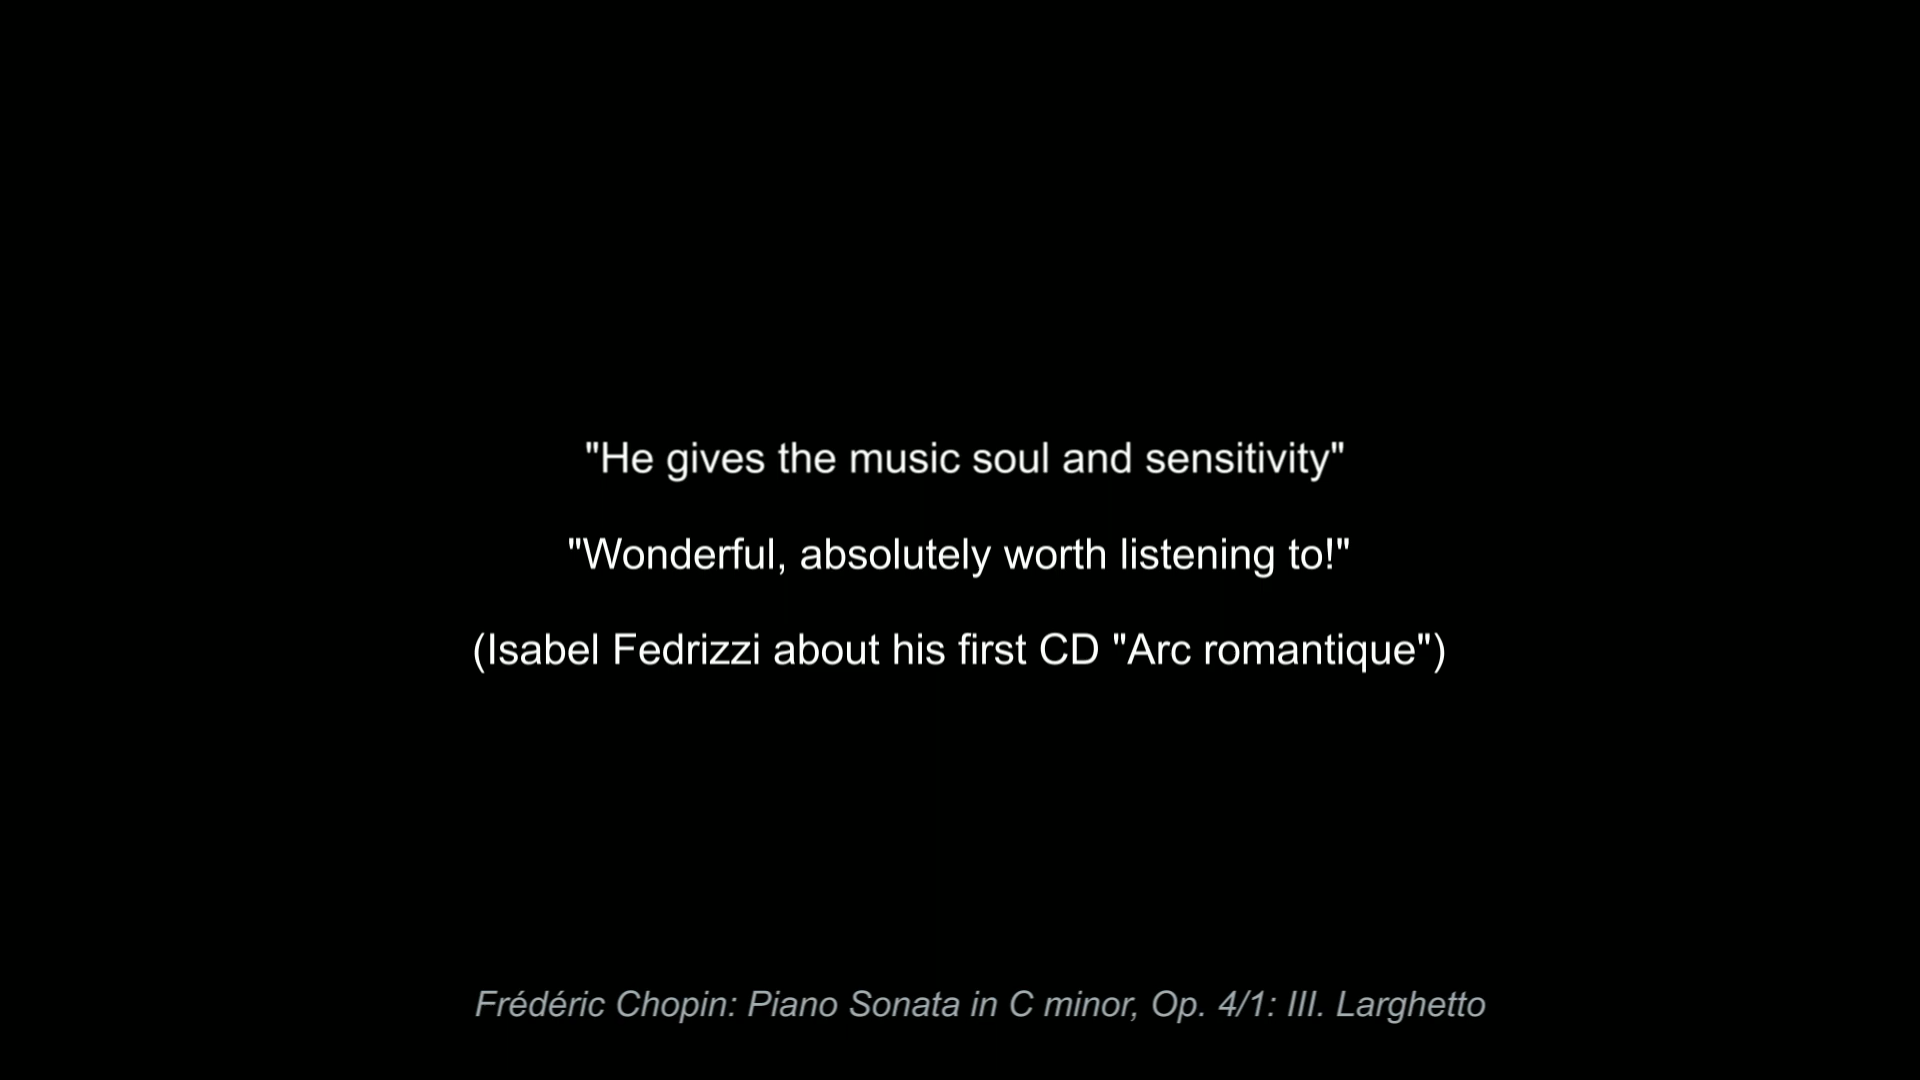 "He gives the music soul and sensitivity"
"Wonderful, absolutely worth listening to!"
(Isabel Fedrizzi about his first CD "Arc romantique")
Frédéric Chopin: Piano Sonata in C minor, Op. 4/1: III. Larghetto